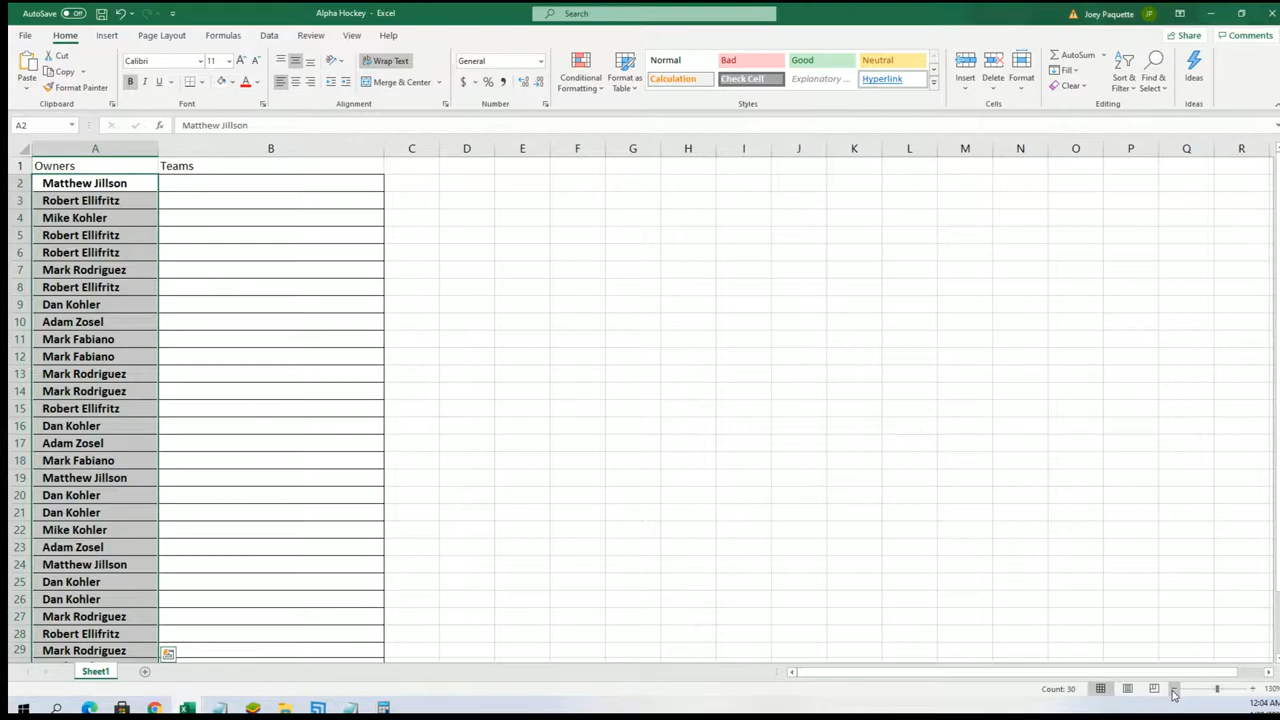 AutoSave Off Alpha Hockey - Excel Search Joey Paquette JP
File Home Insert Page Layout Formulas Data Review View Help Share Comments
Paste Cut Copy Format Painter Clipboard
Calibri 11 B I U Font
Wrap Text Merge & Center Alignment
General $ % Number
Conditional Formatting Format as Table
Normal Bad Good Neutral
Calculation Check Cell Explanatory ... Hyperlink
Styles
Insert Delete Format Cells
AutoSum Fill Clear Sort & Filter Find & Select Editing
Ideas Ideas
A2 fx Matthew Jillson
A B C D E F G H I J K L M N O P Q R
1 Owners Teams
2 Matthew Jillson
3 Robert Ellifritz
4 Mike Kohler
5 Robert Ellifritz
6 Robert Ellifritz
7 Mark Rodriguez
8 Robert Ellifritz
9 Dan Kohler
10 Adam Zosel
11 Mark Fabiano
12 Mark Fabiano
13 Mark Rodriguez
14 Mark Rodriguez
15 Robert Ellifritz
16 Dan Kohler
17 Adam Zosel
18 Mark Fabiano
19 Matthew Jillson
20 Dan Kohler
21 Dan Kohler
22 Mike Kohler
23 Adam Zosel
24 Matthew Jillson
25 Dan Kohler
26 Dan Kohler
27 Mark Rodriguez
28 Robert Ellifritz
29 Mark Rodriguez
Sheet1
Count: 30 130%
12:04 AM